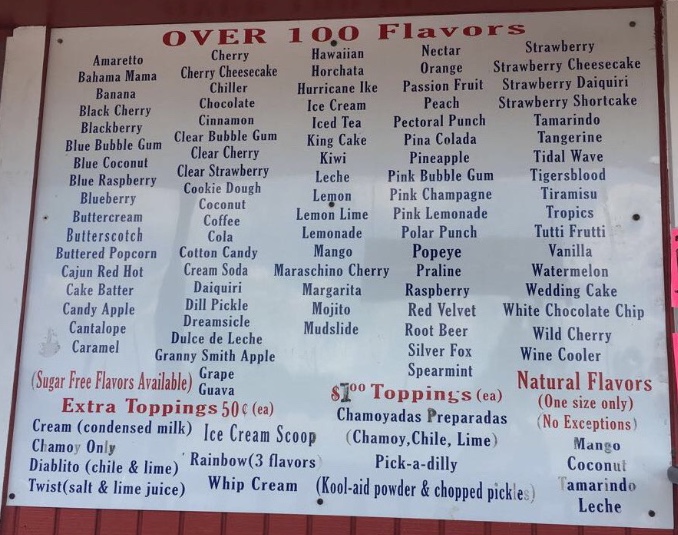 OVER 100 Flavors
Amaretto
Bahama Mama
Banana
Black Cherry
Blackberry
Blue Bubble Gum
Blue Coconut
Blue Raspberry
Blueberry
Buttercream
Butterscotch
Buttered Popcorn
Cajun Red Hot
Cake Batter
Candy Apple
Cantalope
Caramel
Cherry
Cherry Cheesecake
Chiller
Chocolate
Cinnamon
Clear Bubble Gum
Clear Cherry
Clear Strawberry
Cookie Dough
Coconut
Coffee
Cola
Cotton Candy
Cream Soda
Daiquiri
Dill Pickle
Dreamsicle
Dulce de Leche
Granny Smith Apple
Grape
Guava
Hawaiian
Horchata
Hurricane Ike
Ice Cream
Iced Tea
King Cake
Kiwi
Leche
Lemon
Lemon Lime
Lemonade
Mango
Maraschino Cherry
Margarita
Mojito
Mudslide
Nectar
Orange
Passion Fruit
Peach
Pectoral Punch
Pina Colada
Pineapple
Pink Bubble Gum
Pink Champagne
Pink Lemonade
Polar Punch
Popeye
Praline
Raspberry
Red Velvet
Root Beer
Silver Fox
Spearmint
Strawberry
Strawberry Cheesecake
Strawberry Daiquiri
Strawberry Shortcake
Tamarindo
Tangerine
Tidal Wave
Tigersblood
Tiramisu
Tropics
Tutti Frutti
Vanilla
Watermelon
Wedding Cake
White Chocolate Chip
Wild Cherry
Wine Cooler
(Sugar Free Flavors Available)
Extra Toppings 50¢ (ea)
Cream (condensed milk)
Chamoy Only
Diablito (chile & lime)
Twist(salt & lime juice)
Ice Cream Scoop
Rainbow(3 flavors)
Whip Cream
$1.00 Toppings (ea)
Chamoyadas Preparadas
(Chamoy,Chile, Lime)
Pick-a-dilly
(Kool-aid powder & chopped pickles)
Natural Flavors
(One size only)
(No Exceptions)
Mango
Coconut
Tamarindo
Leche